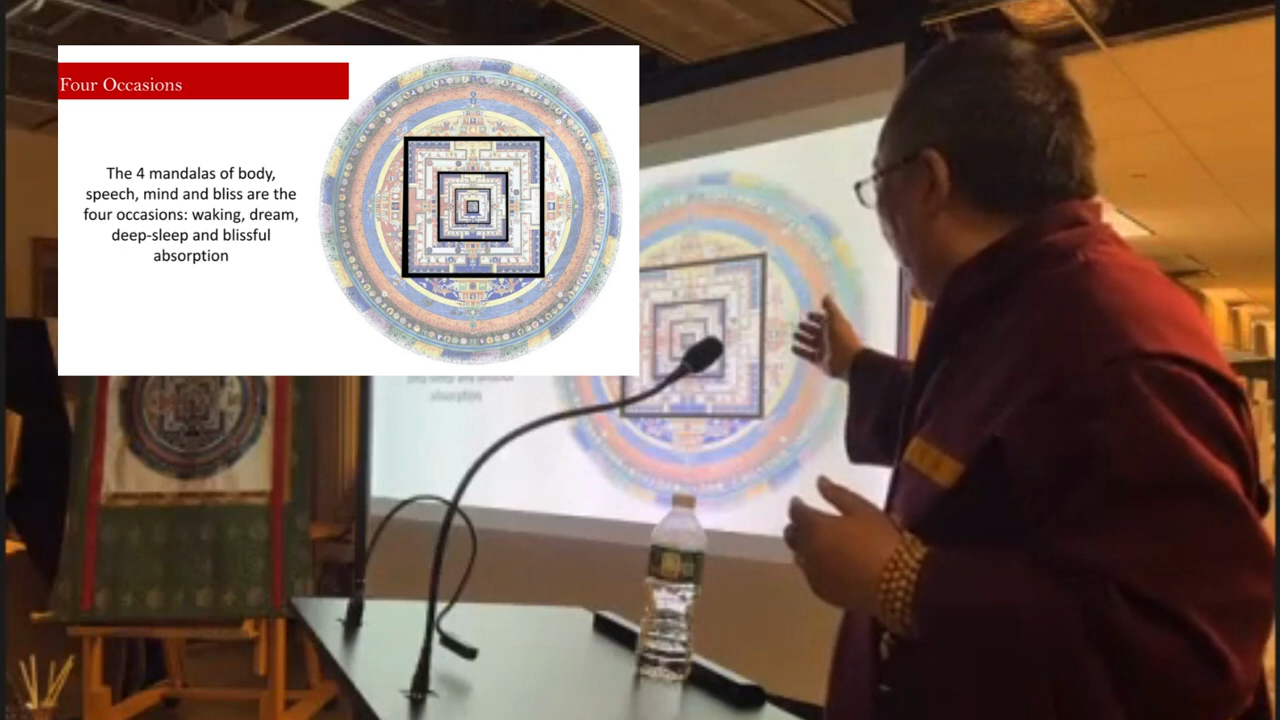 Four Occasions
The 4 mandalas of body,
speech, mind and bliss are the
four occasions: waking, dream,
deep-sleep and blissful
absorption
absorption